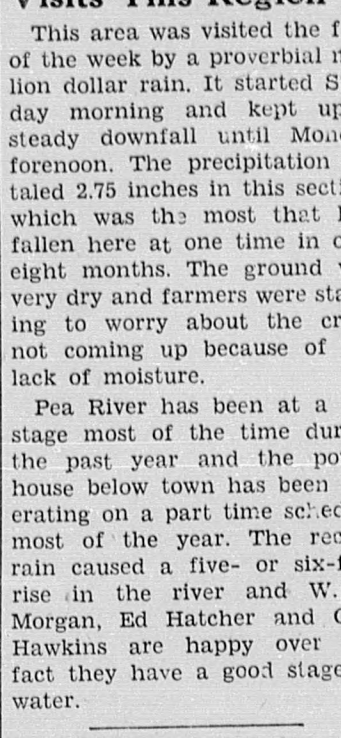 Visits This Region
This area was visited the f
of the week by a proverbial
lion dollar rain. It started S
day morning and kept up
steady downfall until Mon
forenoon. The precipitation
taled 2.75 inches in this secti
which was the most that
fallen here at one time in
eight months. The ground
very dry and farmers were sta
ing to worry about the cr
not coming up because of
lack of moisture.
Pea River has been at a
stage most of the time dur
the past year and the po
house below town has been
erating on a part time sched
most of the year. The rec
rain caused a five- or six-f
rise in the river and W.
Morgan, Ed Hatcher and
Hawkins are happy over
fact they have a good stage
water.